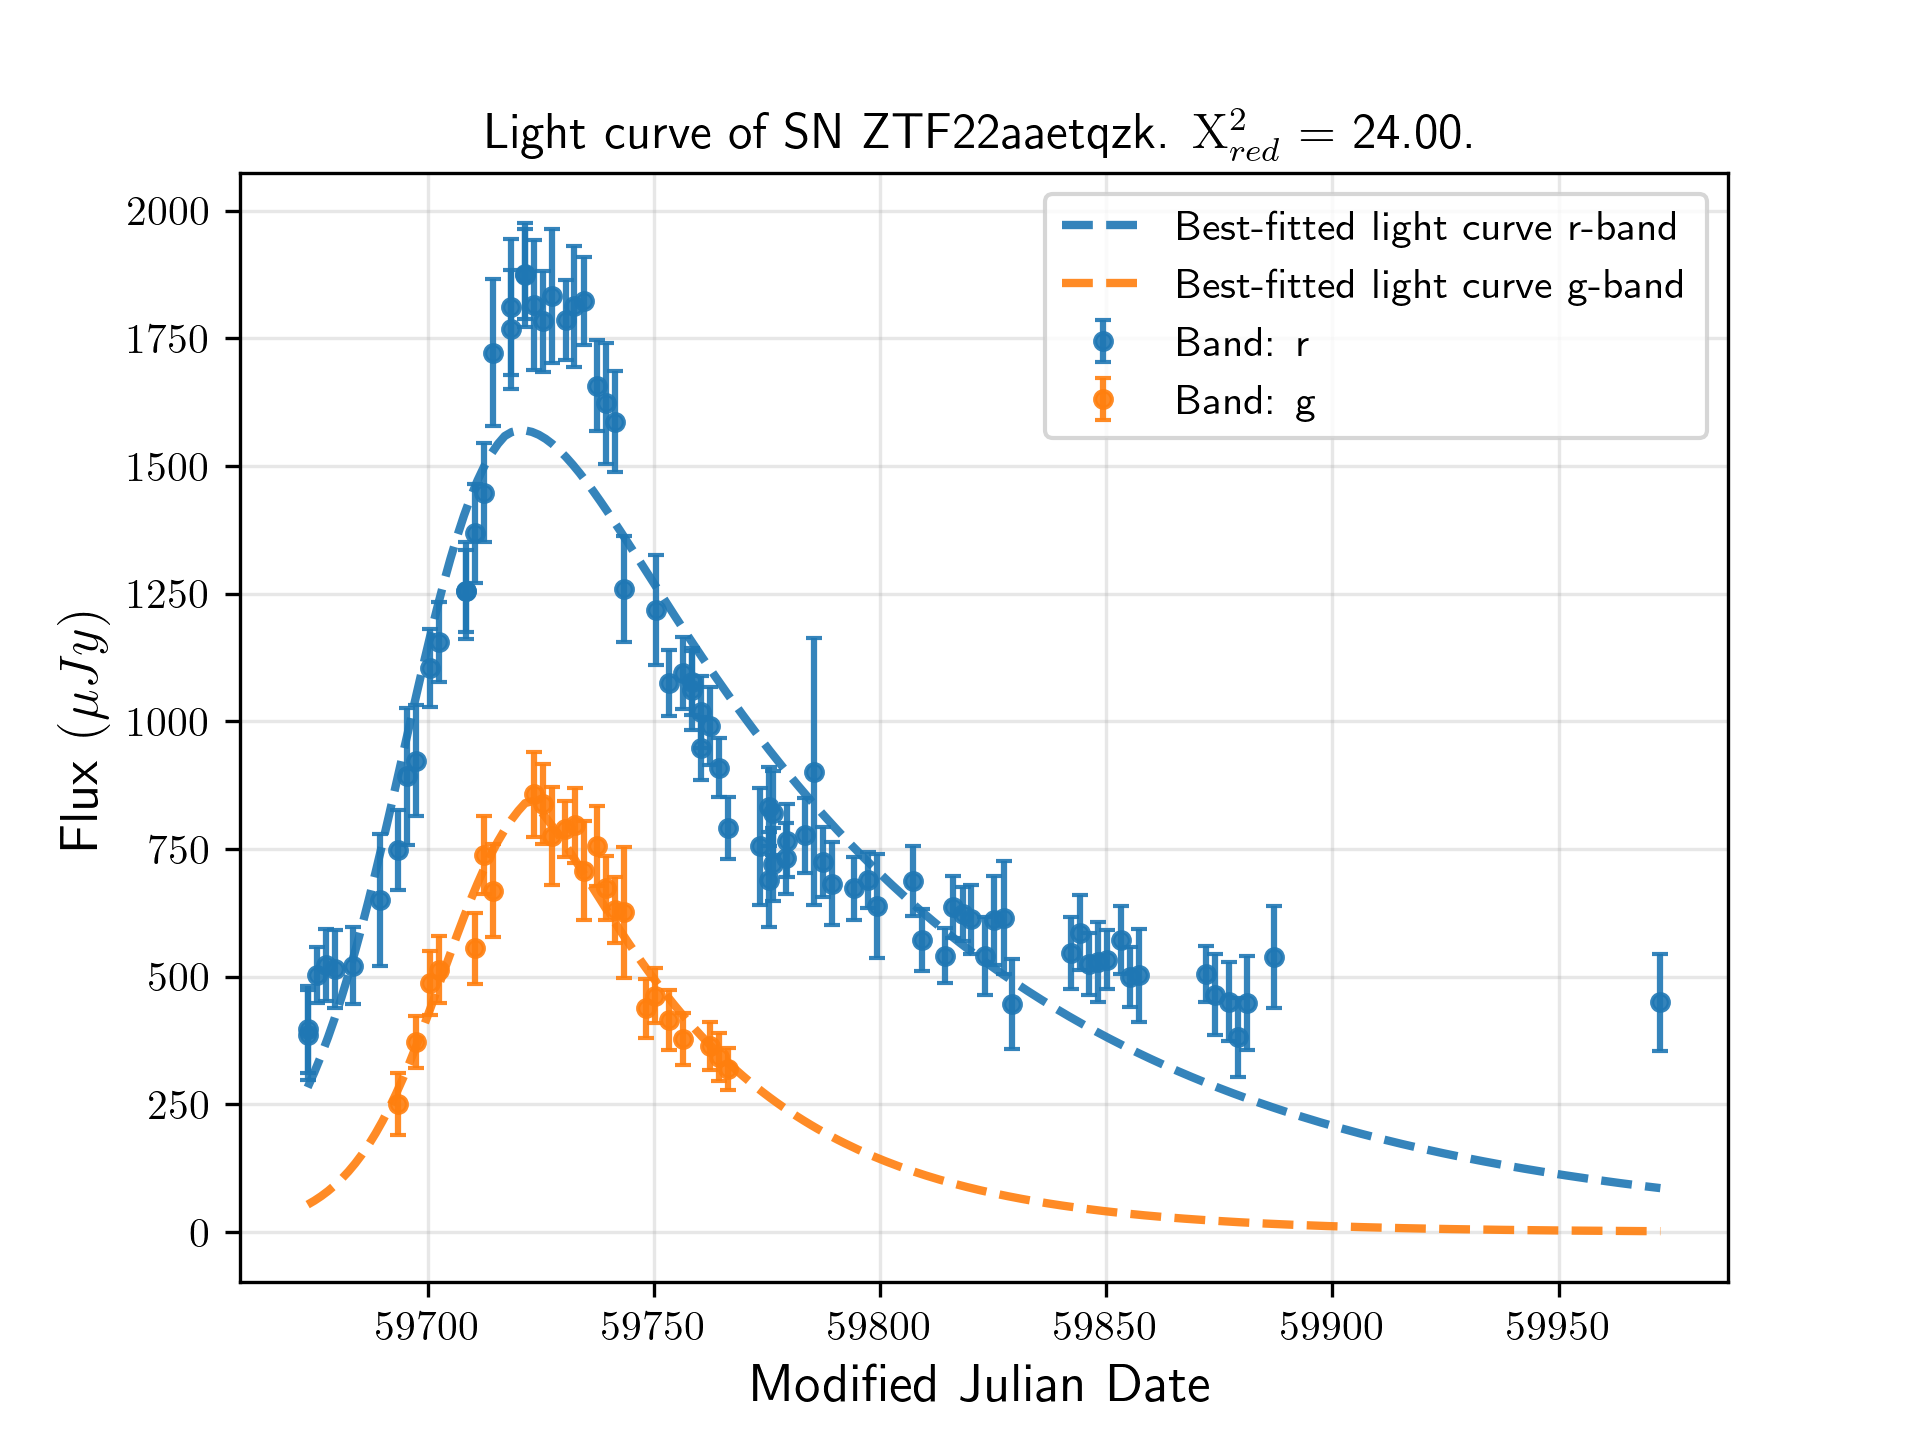 Light curve of SN ZTF22aaetqzk. X²_red = 24.00.
Best-fitted light curve r-band
Best-fitted light curve g-band
Band: r
Band: g
Flux (μJy)
2000
1750
1500
1250
1000
750
500
250
0
59700 59750 59800 59850 59900 59950
Modified Julian Date